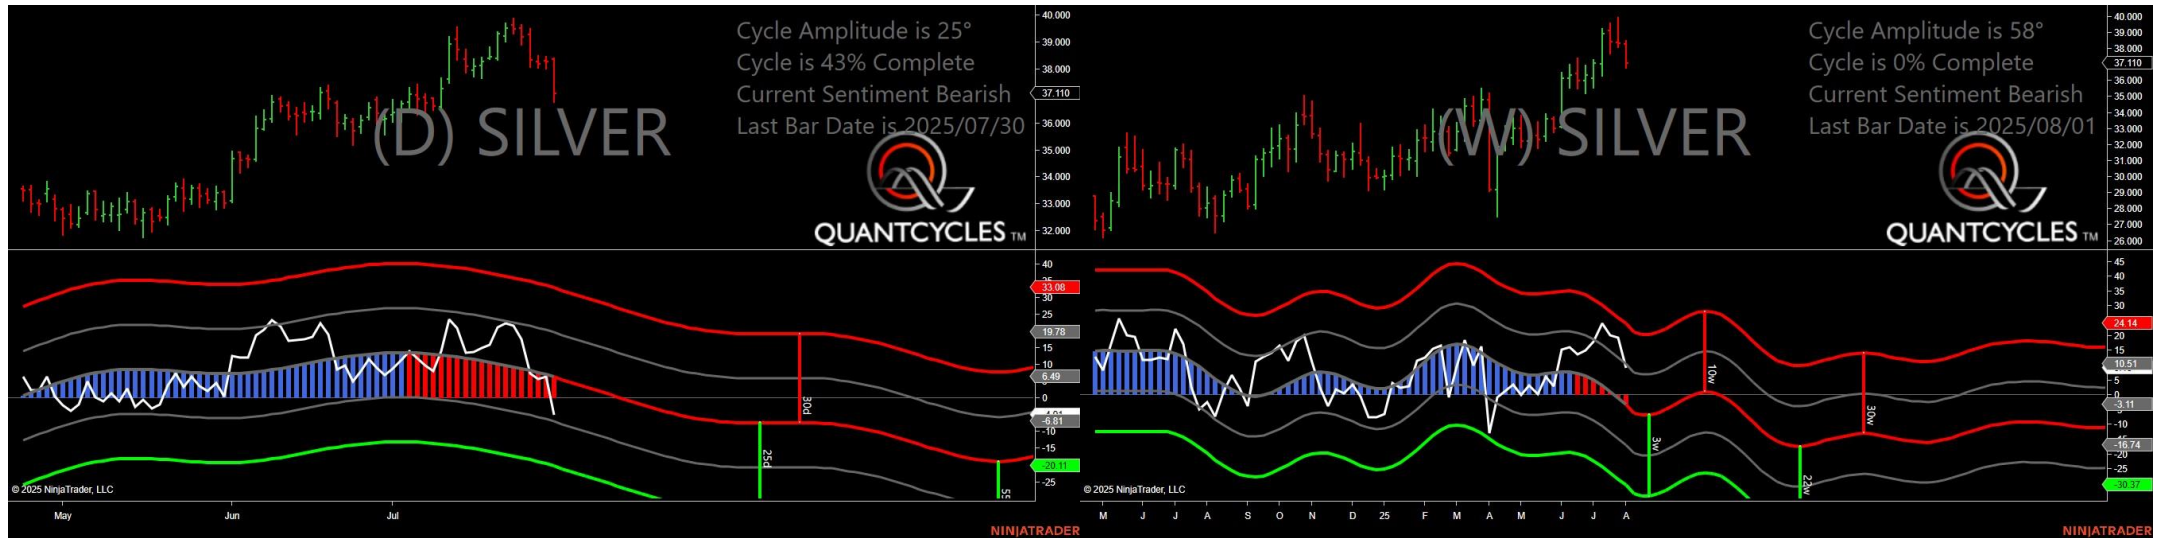 Cycle Amplitude is 25°
Cycle is 43% Complete
Current Sentiment Bearish
Last Bar Date is 2025/07/30
(D) SILVER
QUANTCYCLES TM
40.000
39.000
38.000
37.110
36.000
35.000
34.000
33.000
32.000
40
35
33.08
30
25
19.78
15
10
6.49
0
-4.91
-6.81
-10
-15
-20.11
-25
30d
25d
© 2025 NinjaTrader, LLC
May Jun Jul
NINJATRADER
Cycle Amplitude is 58°
Cycle is 0% Complete
Current Sentiment Bearish
Last Bar Date is 2025/08/01
(W) SILVER
QUANTCYCLES TM
40.000
39.000
38.000
37.110
36.000
35.000
34.000
33.000
32.000
31.000
30.000
29.000
28.000
27.000
26.000
45
40
35
30
24.14
20
15
10.51
5
0
-3.11
-10
-16.74
-20
-25
-30.37
10w
3w
30w
22w
© 2025 NinjaTrader, LLC
M J J A S O N D 25 F M A M J J A
NINJATRADER